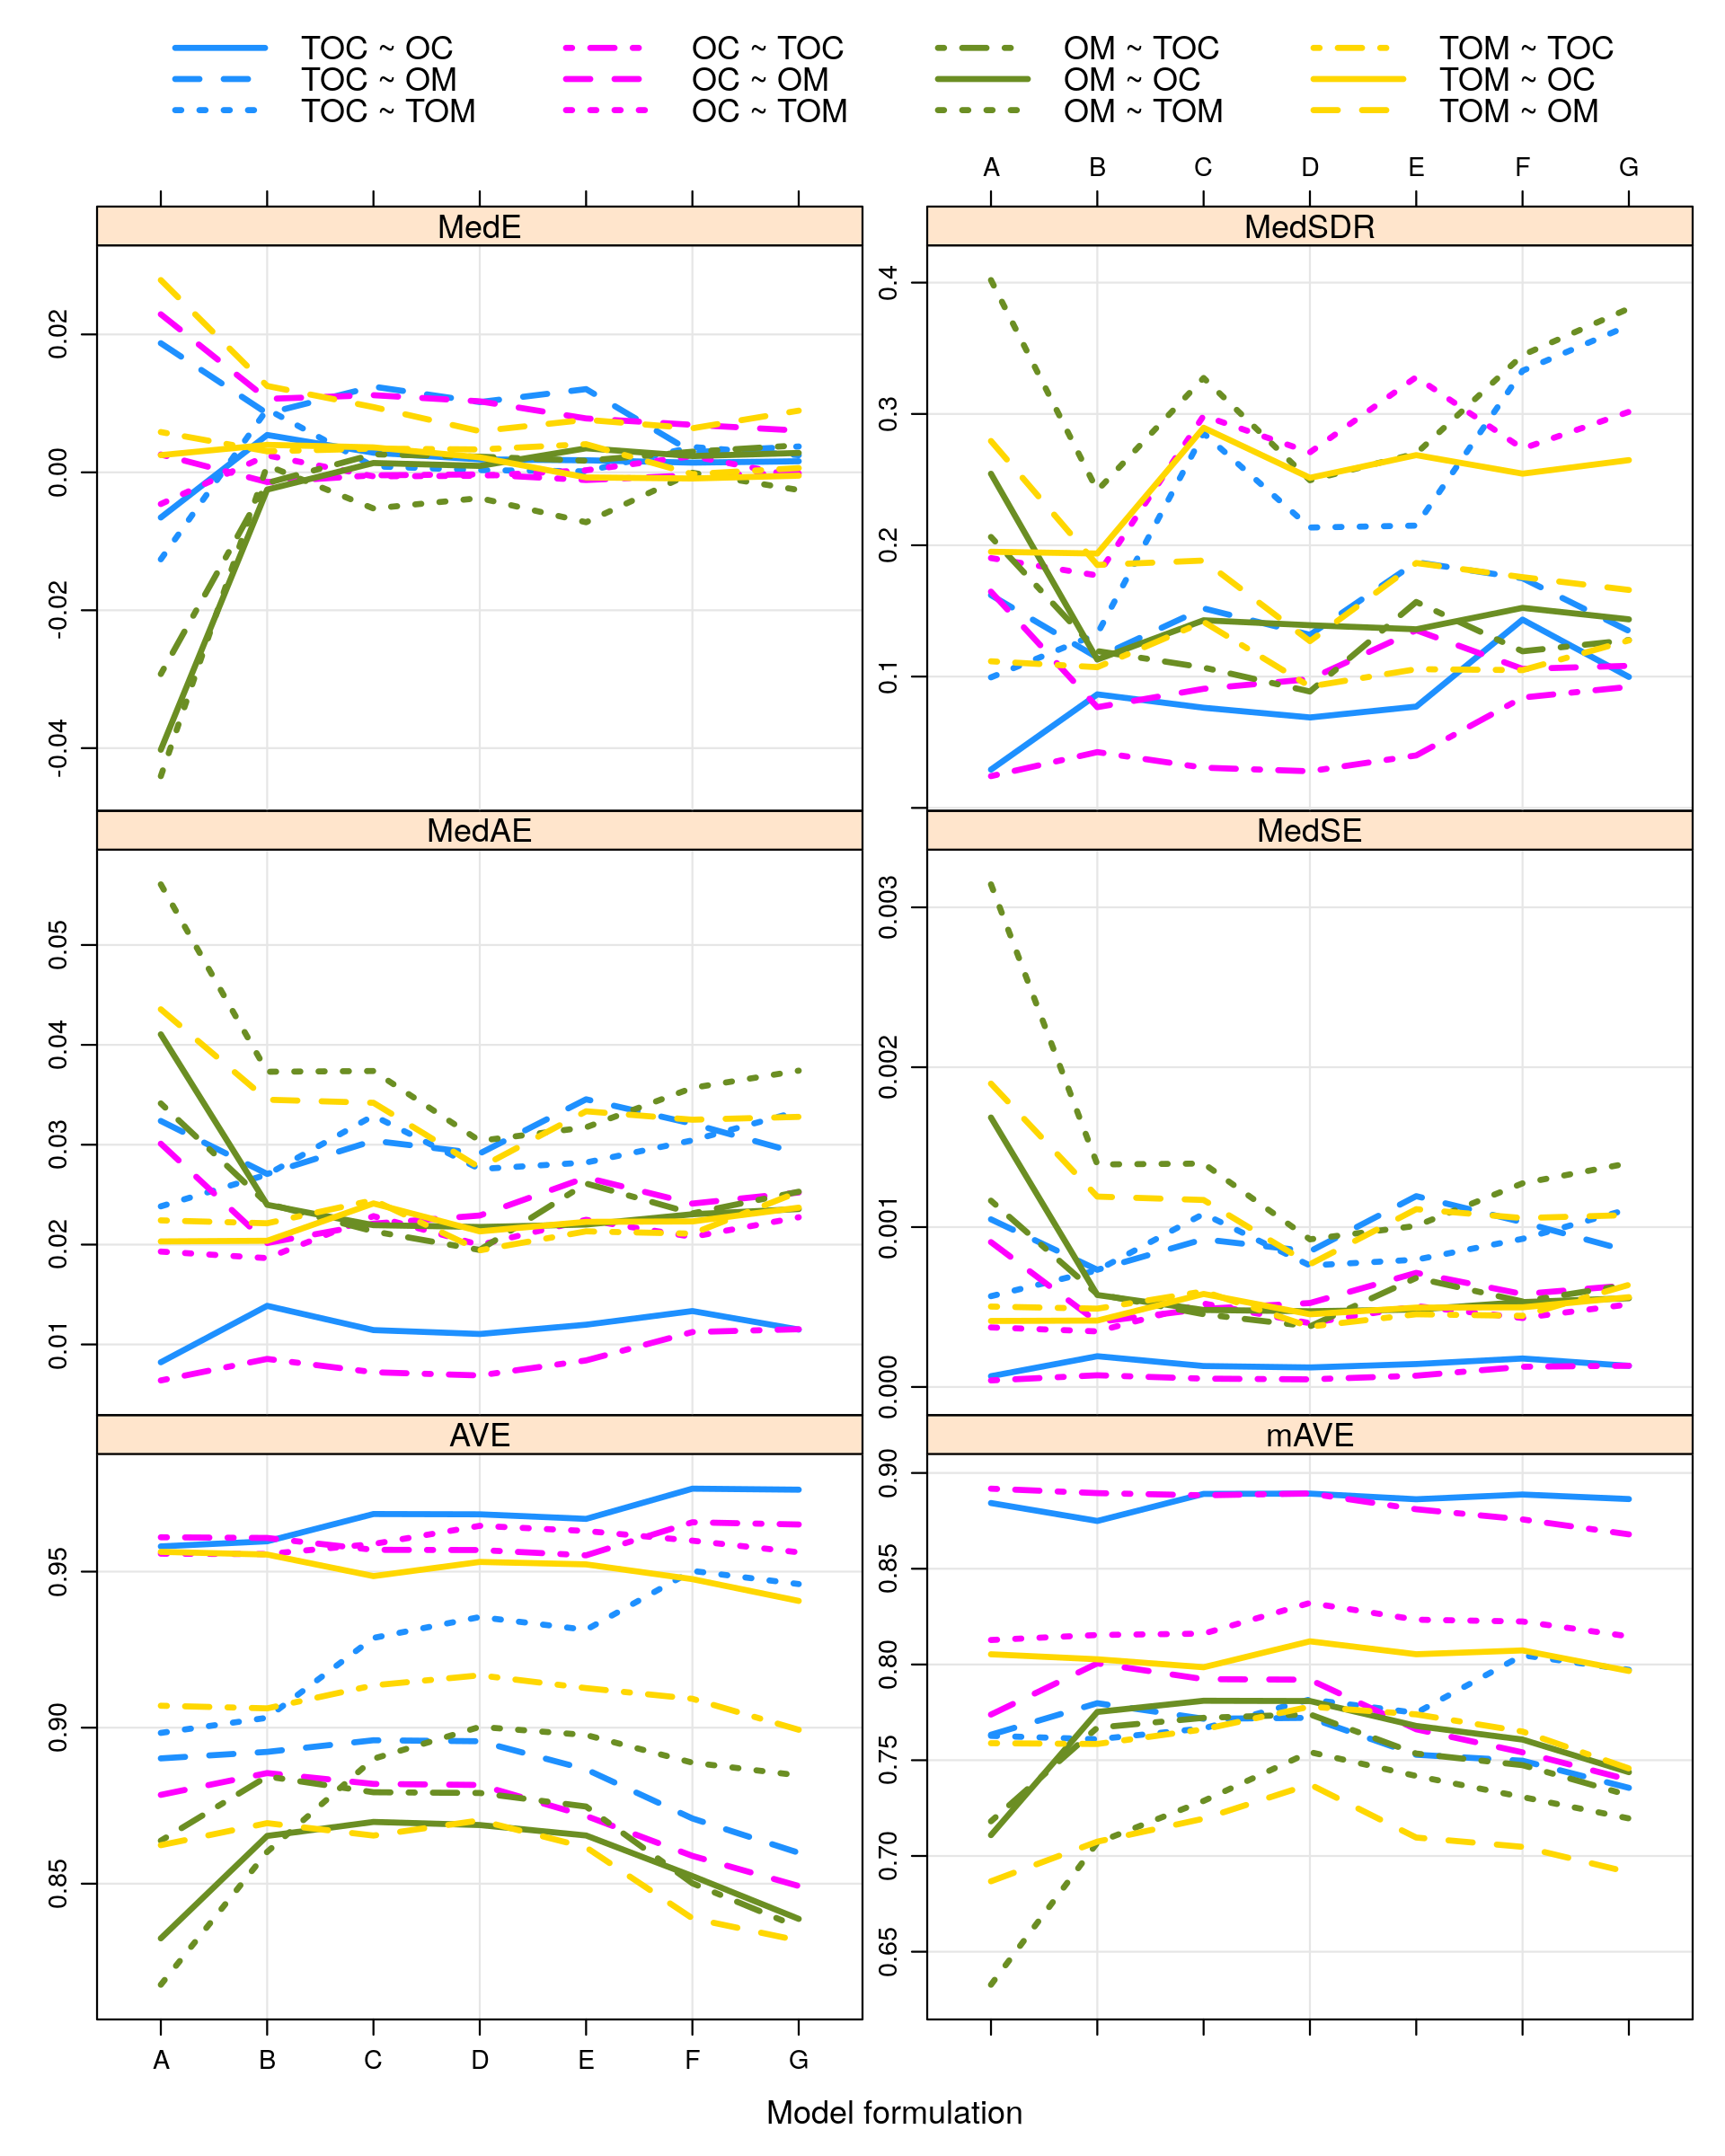 TOC ~ OC OC ~ TOC OM ~ TOC TOM ~ TOC
TOC ~ OM OC ~ OM OM ~ OC TOM ~ OC
TOC ~ TOM OC ~ TOM OM ~ TOM TOM ~ OM
A B C D E F G
MedE
0.02
0.00
-0.02
-0.04
MedSDR
0.4
0.3
0.2
0.1
MedAE
0.05
0.04
0.03
0.02
0.01
MedSE
0.003
0.002
0.001
0.000
AVE
0.95
0.90
0.85
mAVE
0.90
0.85
0.80
0.75
0.70
0.65
A B C D E F G
Model formulation